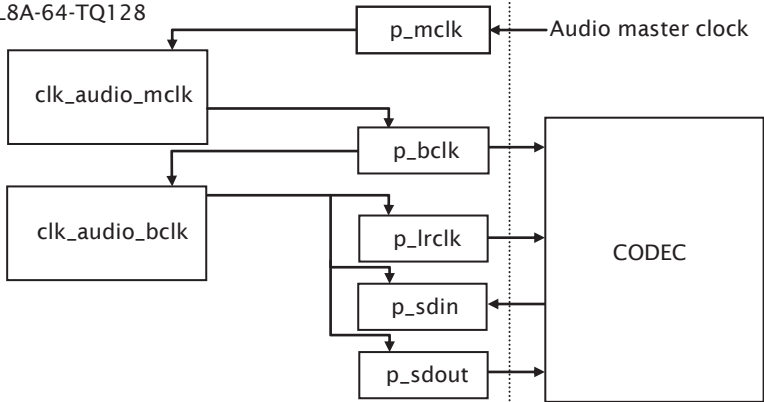 L8A-64-TQ128
p_mclk
Audio master clock
clk_audio_mclk
p_bclk
clk_audio_bclk
p_lrclk
CODEC
p_sdin
p_sdout